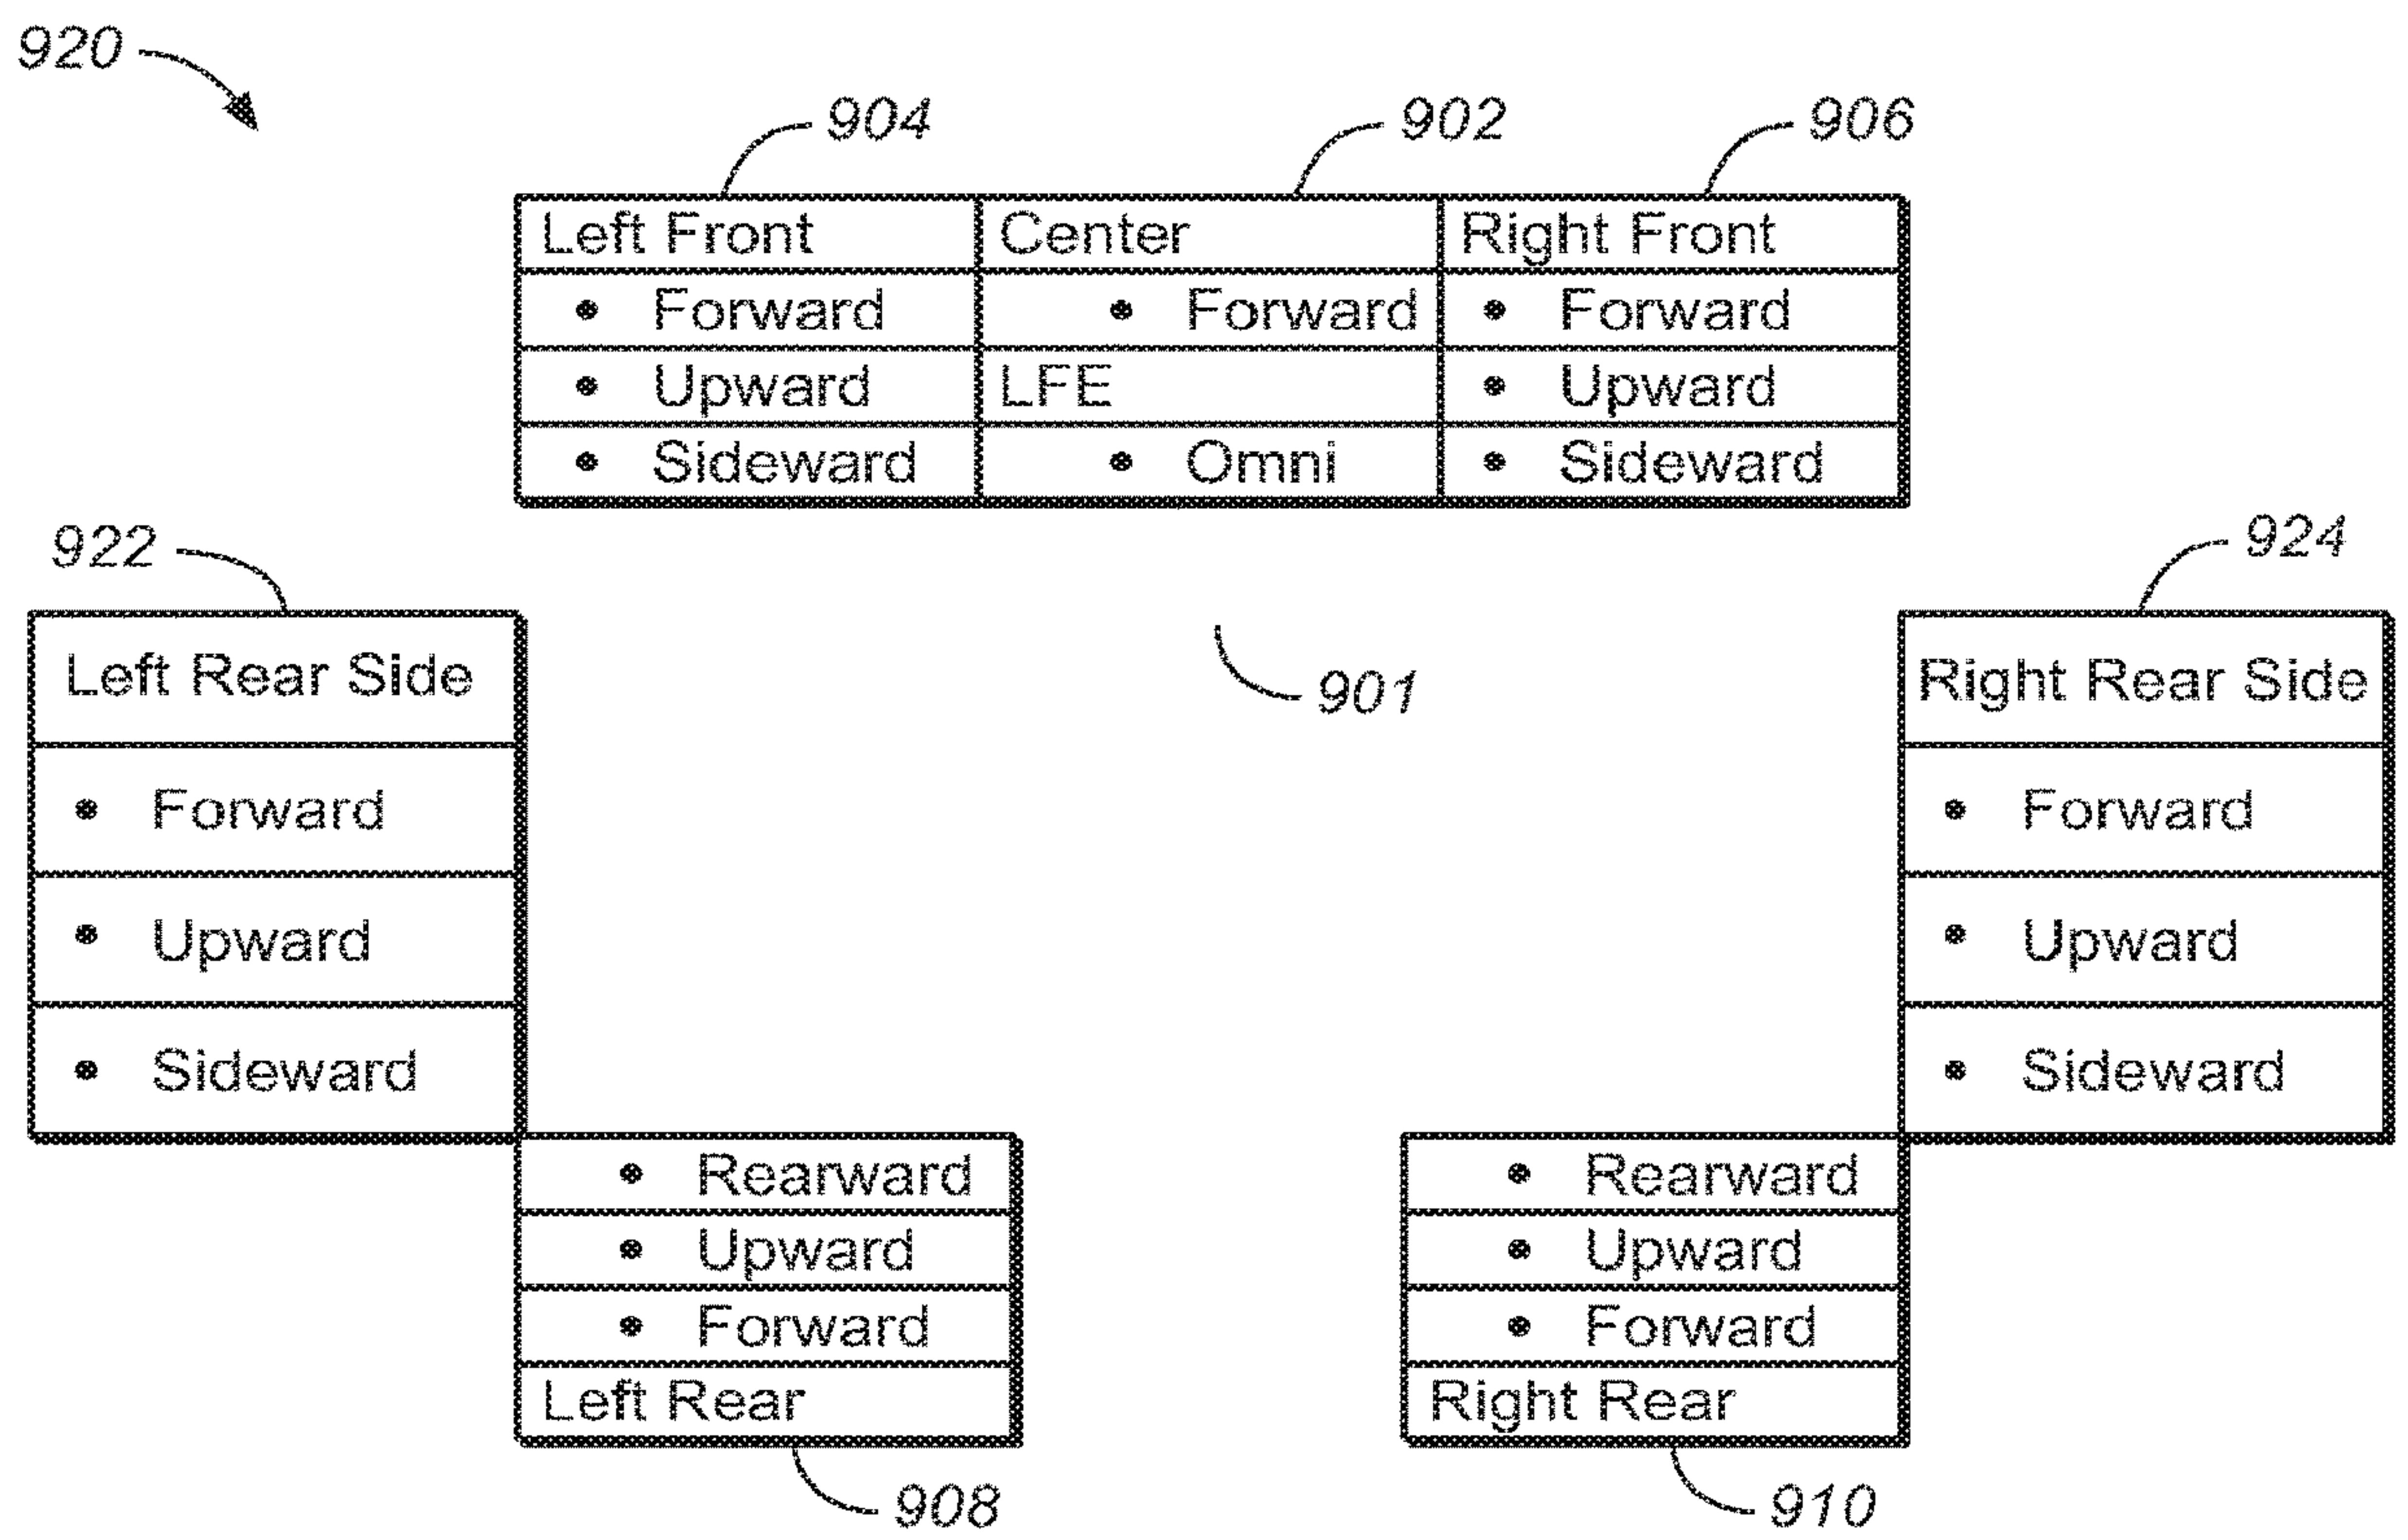 920
904
902
906
Left Front
Center
Right Front
• Forward
• Forward
• Forward
• Upward
LFE
• Upward
• Sideward
• Omni
• Sideward
922
924
901
Left Rear Side
• Forward
• Upward
• Sideward
Right Rear Side
• Forward
• Upward
• Sideward
• Rearward
• Upward
• Forward
Left Rear
• Rearward
• Upward
• Forward
Right Rear
908
910